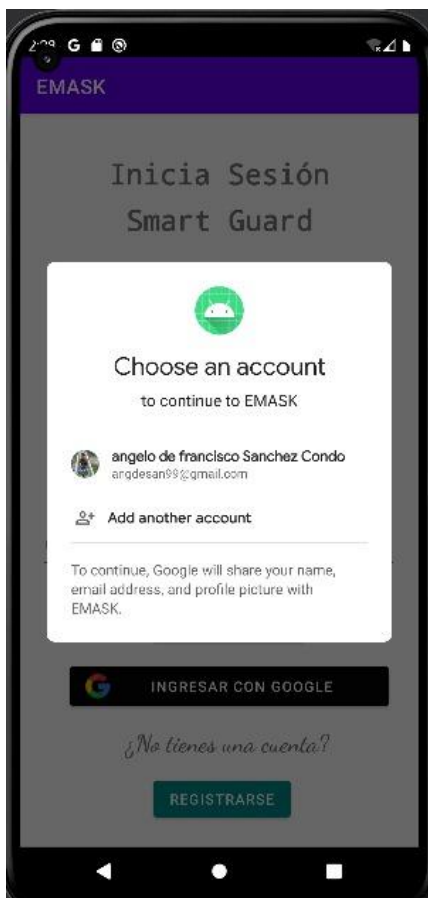 2:09 G
EMASK
Inicia Sesión
Smart Guard
Choose an account
to continue to EMASK
angelo de francisco Sanchez Condo
angdesan99@gmail.com
Add another account
To continue, Google will share your name,
email address, and profile picture with
EMASK.
G INGRESAR CON GOOGLE
¿No tienes una cuenta?
REGISTRARSE